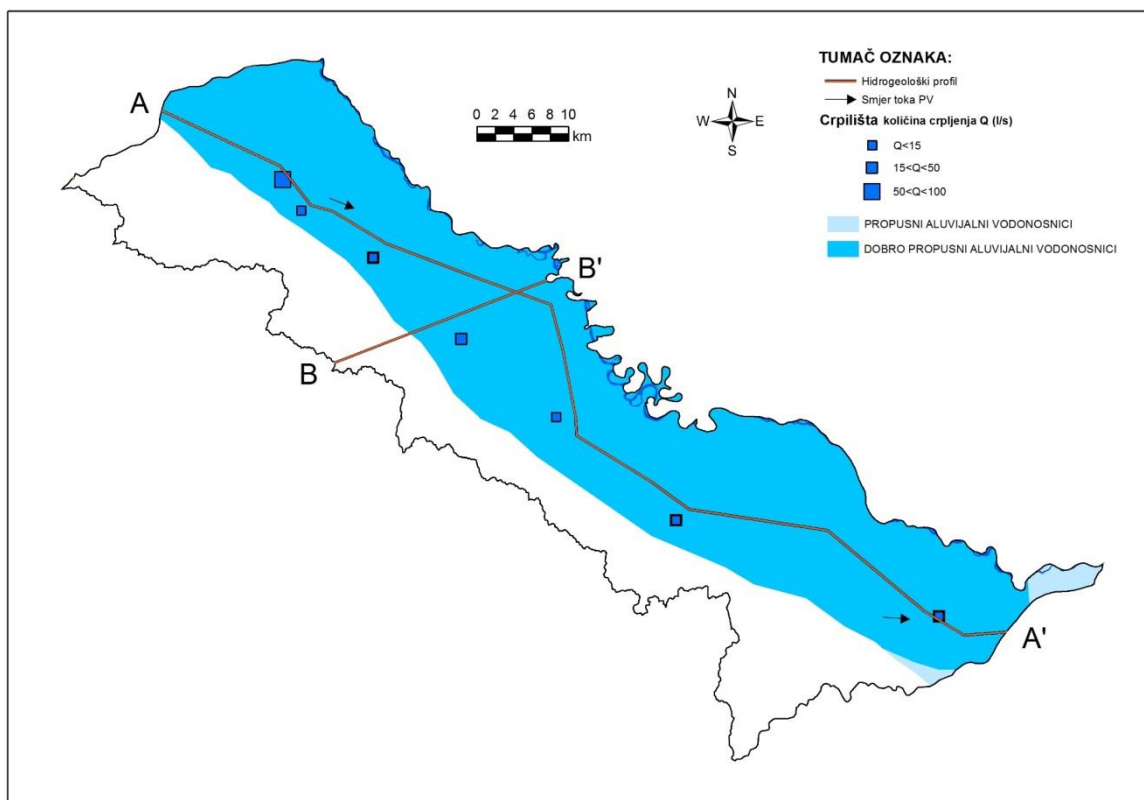 TUMAČ OZNAKA:
Hidrogeološki profil
Smjer toka PV
Crpilišta količina crpljenja Q (l/s)
Q<15
15<Q<50
50<Q<100
PROPUSNI ALUVIJALNI VODONOSNICI
DOBRO PROPUSNI ALUVIJALNI VODONOSNICI
0 2 4 6 8 10
km
N
W E
S
A
B'
B
A'